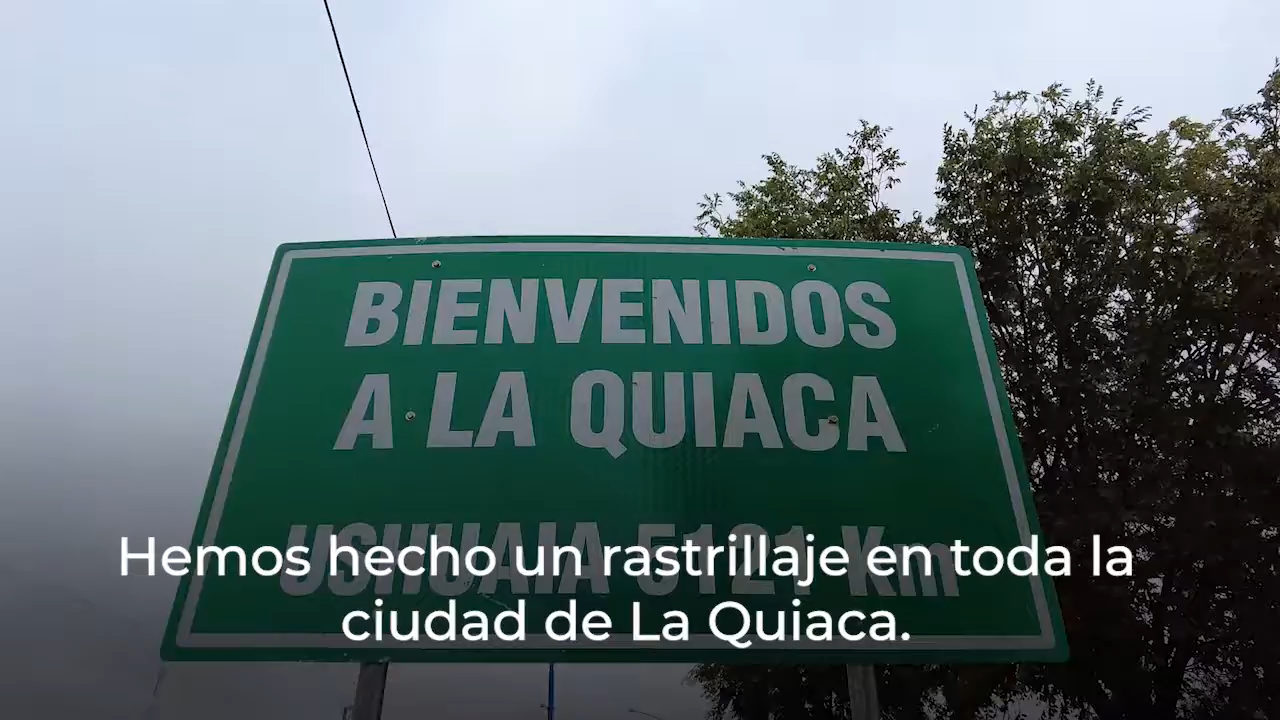 BIENVENIDOS
A LA QUIACA
USHUAIA 5121 Km
Hemos hecho un rastrillaje en toda la
ciudad de La Quiaca.